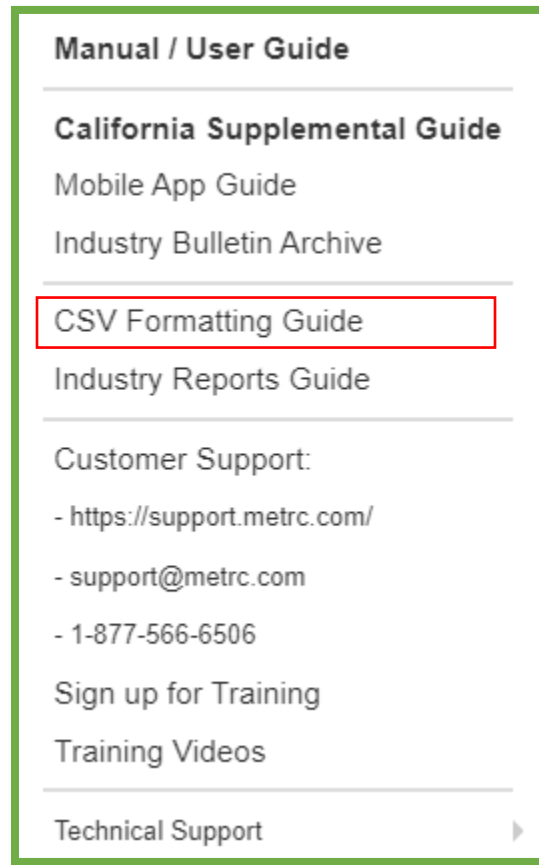 Manual / User Guide
California Supplemental Guide
Mobile App Guide
Industry Bulletin Archive
CSV Formatting Guide
Industry Reports Guide
Customer Support:
- https://support.metrc.com/
- support@metrc.com
- 1-877-566-6506
Sign up for Training
Training Videos
Technical Support